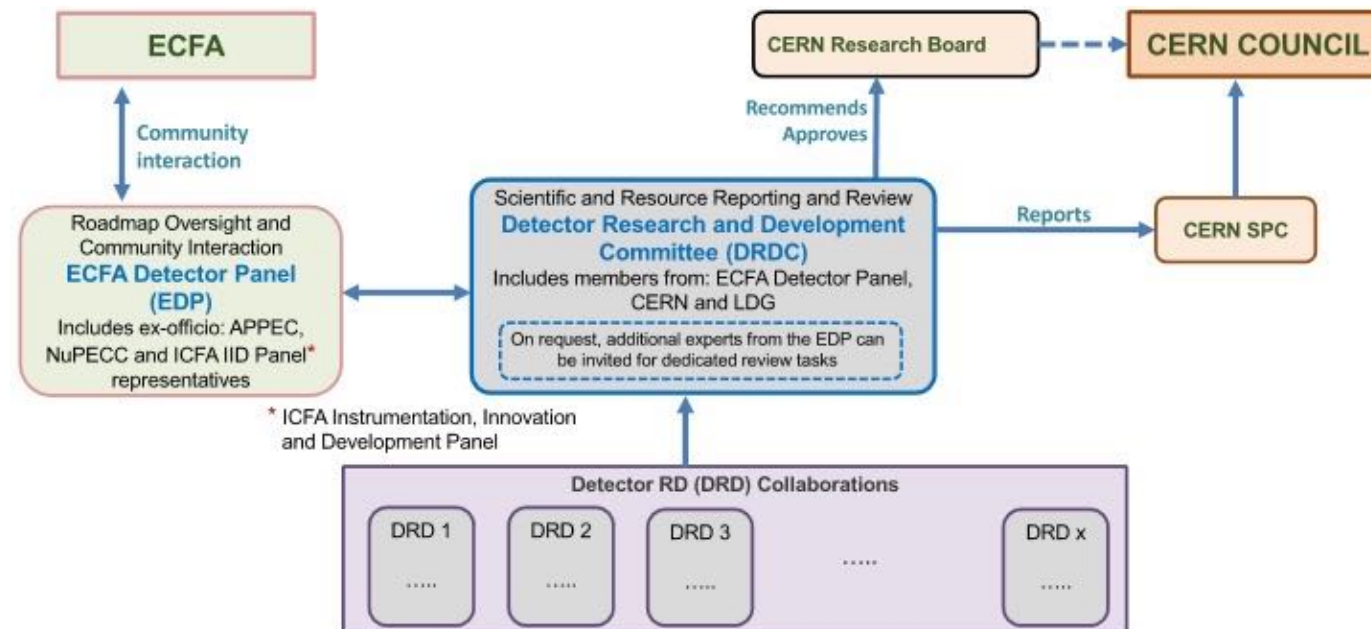 ECFA
CERN Research Board
CERN COUNCIL
Community
interaction
Recommends
Approves
Roadmap Oversight and
Community Interaction
ECFA Detector Panel
(EDP)
Includes ex-officio: APPEC,
NuPECC and ICFA IID Panel*
representatives
Scientific and Resource Reporting and Review
Detector Research and Development
Committee (DRDC)
Includes members from: ECFA Detector Panel,
CERN and LDG
On request, additional experts from the EDP can
be invited for dedicated review tasks
Reports
CERN SPC
* ICFA Instrumentation, Innovation
and Development Panel
Detector RD (DRD) Collaborations
DRD 1
.....
DRD 2
.....
DRD 3
.....
.....
DRD x
.....